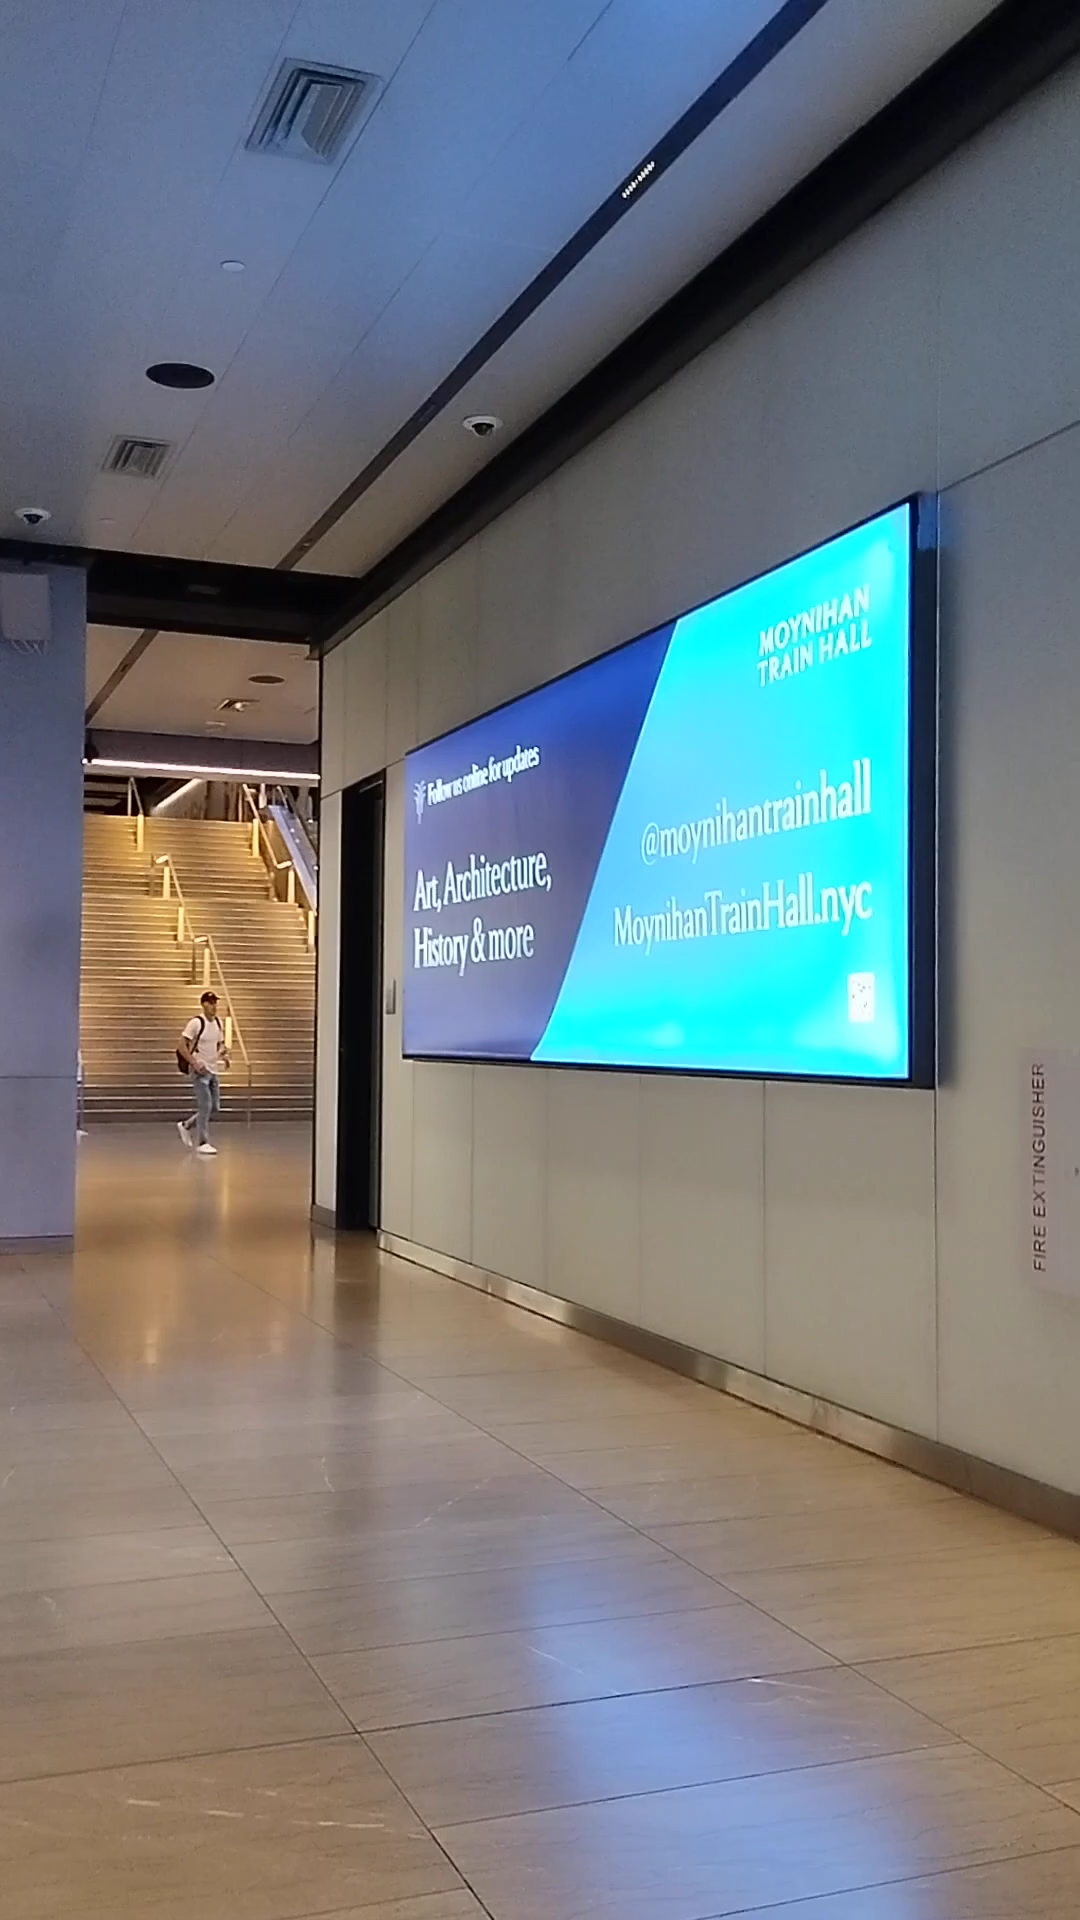 Follow us online for updates
Art, Architecture,
History & more
MOYNIHAN
TRAIN HALL
@moynihantrainhall
MoynihanTrainHall.nyc
FIRE EXTINGUISHER